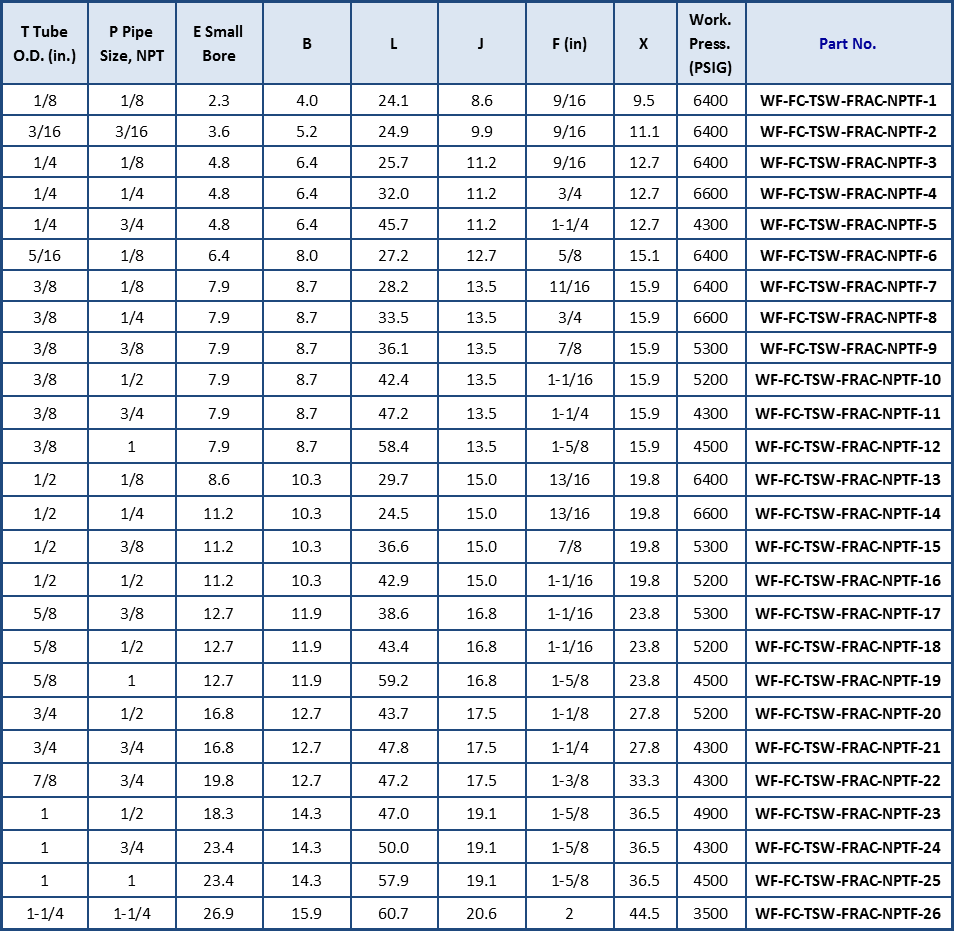 T Tube O.D. (in.) P Pipe Size, NPT E Small Bore B L J F (in) X Work. Press. (PSIG) Part No.
1/8 1/8 2.3 4.0 24.1 8.6 9/16 9.5 6400 WF-FC-TSW-FRAC-NPTF-1
3/16 3/16 3.6 5.2 24.9 9.9 9/16 11.1 6400 WF-FC-TSW-FRAC-NPTF-2
1/4 1/8 4.8 6.4 25.7 11.2 9/16 12.7 6400 WF-FC-TSW-FRAC-NPTF-3
1/4 1/4 4.8 6.4 32.0 11.2 3/4 12.7 6600 WF-FC-TSW-FRAC-NPTF-4
1/4 3/4 4.8 6.4 45.7 11.2 1-1/4 12.7 4300 WF-FC-TSW-FRAC-NPTF-5
5/16 1/8 6.4 8.0 27.2 12.7 5/8 15.1 6400 WF-FC-TSW-FRAC-NPTF-6
3/8 1/8 7.9 8.7 28.2 13.5 11/16 15.9 6400 WF-FC-TSW-FRAC-NPTF-7
3/8 1/4 7.9 8.7 33.5 13.5 3/4 15.9 6600 WF-FC-TSW-FRAC-NPTF-8
3/8 3/8 7.9 8.7 36.1 13.5 7/8 15.9 5300 WF-FC-TSW-FRAC-NPTF-9
3/8 1/2 7.9 8.7 42.4 13.5 1-1/16 15.9 5200 WF-FC-TSW-FRAC-NPTF-10
3/8 3/4 7.9 8.7 47.2 13.5 1-1/4 15.9 4300 WF-FC-TSW-FRAC-NPTF-11
3/8 1 7.9 8.7 58.4 13.5 1-5/8 15.9 4500 WF-FC-TSW-FRAC-NPTF-12
1/2 1/8 8.6 10.3 29.7 15.0 13/16 19.8 6400 WF-FC-TSW-FRAC-NPTF-13
1/2 1/4 11.2 10.3 24.5 15.0 13/16 19.8 6600 WF-FC-TSW-FRAC-NPTF-14
1/2 3/8 11.2 10.3 36.6 15.0 7/8 19.8 5300 WF-FC-TSW-FRAC-NPTF-15
1/2 1/2 11.2 10.3 42.9 15.0 1-1/16 19.8 5200 WF-FC-TSW-FRAC-NPTF-16
5/8 3/8 12.7 11.9 38.6 16.8 1-1/16 23.8 5300 WF-FC-TSW-FRAC-NPTF-17
5/8 1/2 12.7 11.9 43.4 16.8 1-1/16 23.8 5200 WF-FC-TSW-FRAC-NPTF-18
5/8 1 12.7 11.9 59.2 16.8 1-5/8 23.8 4500 WF-FC-TSW-FRAC-NPTF-19
3/4 1/2 16.8 12.7 43.7 17.5 1-1/8 27.8 5200 WF-FC-TSW-FRAC-NPTF-20
3/4 3/4 16.8 12.7 47.8 17.5 1-1/4 27.8 4300 WF-FC-TSW-FRAC-NPTF-21
7/8 3/4 19.8 12.7 47.2 17.5 1-3/8 33.3 4300 WF-FC-TSW-FRAC-NPTF-22
1 1/2 18.3 14.3 47.0 19.1 1-5/8 36.5 4900 WF-FC-TSW-FRAC-NPTF-23
1 3/4 23.4 14.3 50.0 19.1 1-5/8 36.5 4300 WF-FC-TSW-FRAC-NPTF-24
1 1 23.4 14.3 57.9 19.1 1-5/8 36.5 4500 WF-FC-TSW-FRAC-NPTF-25
1-1/4 1-1/4 26.9 15.9 60.7 20.6 2 44.5 3500 WF-FC-TSW-FRAC-NPTF-26